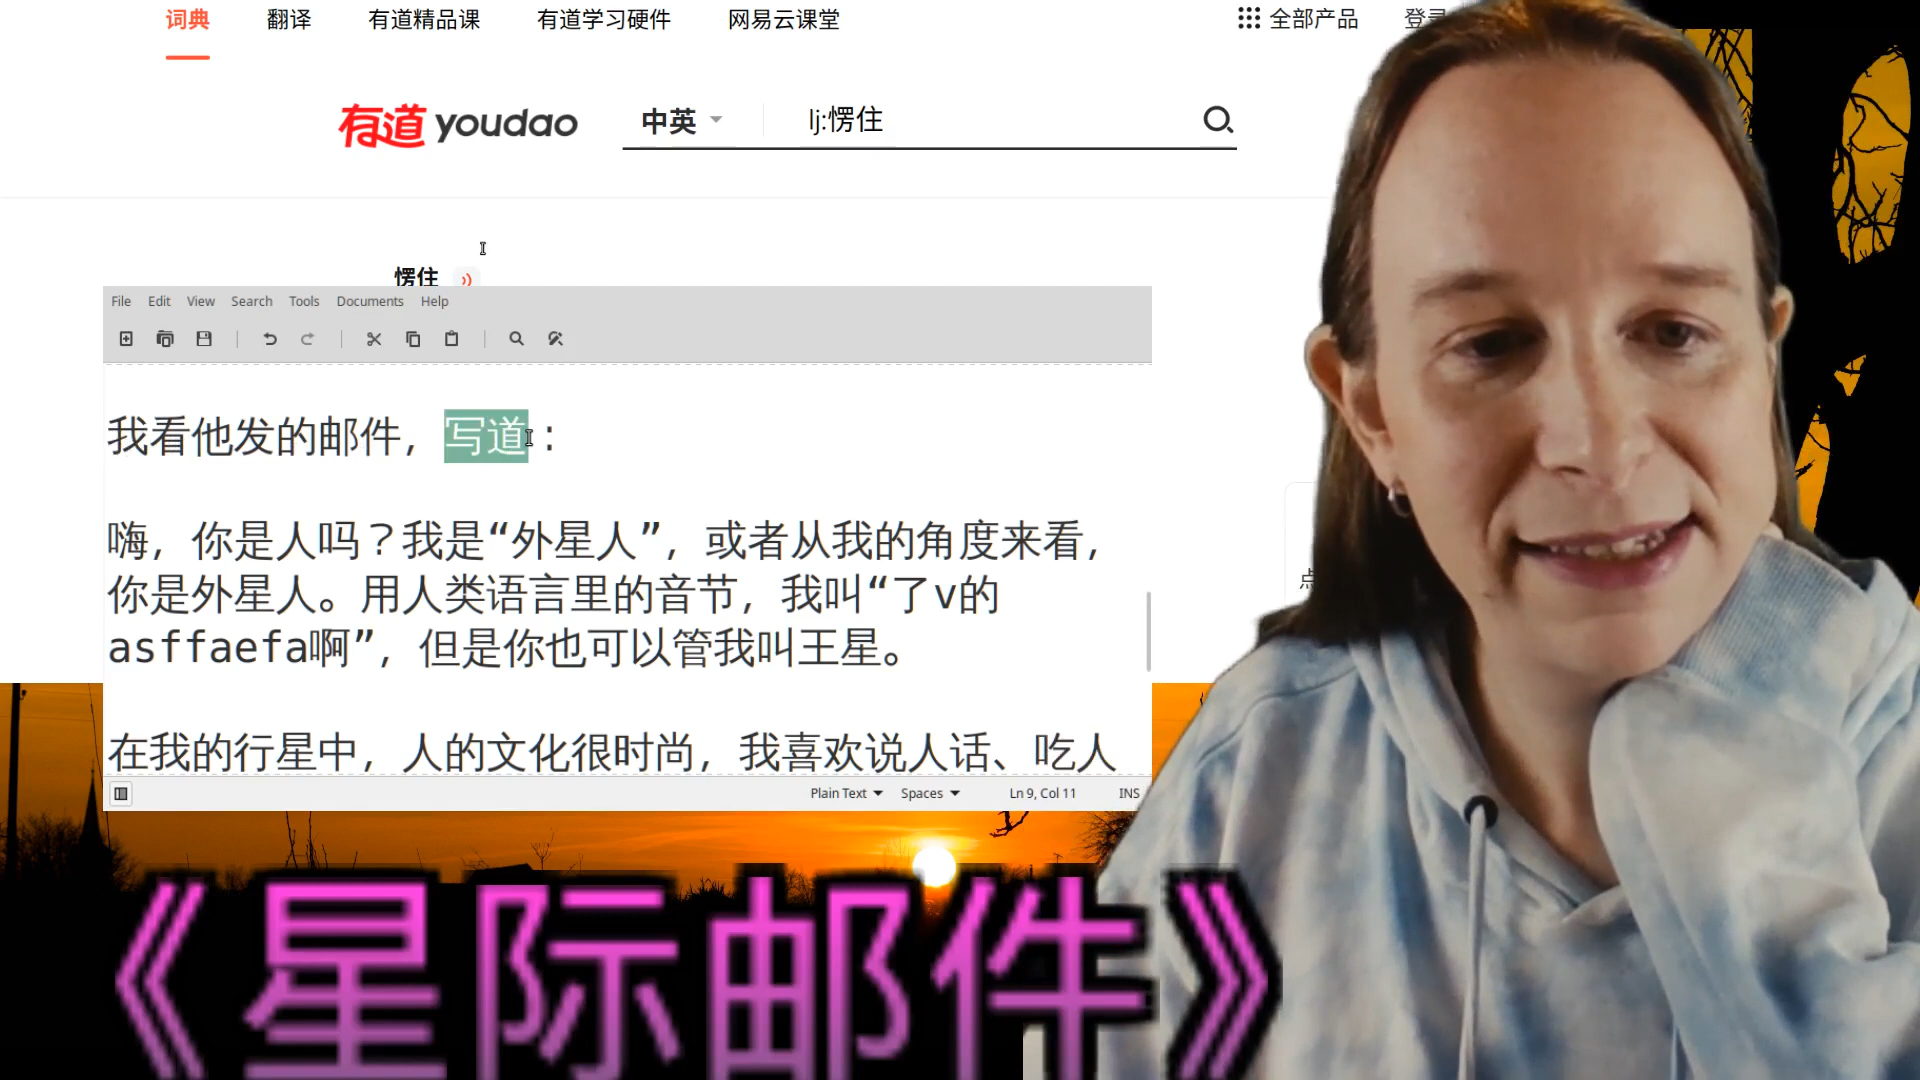 词典 翻译 有道精品课 有道学习硬件 网易云课堂 全部产品
有道 youdao 中英 lj:愣住
愣住
File Edit View Search Tools Documents Help
我看他发的邮件，写道：
嗨，你是人吗？我是“外星人”，或者从我的角度来看，
你是外星人。用人类语言里的音节，我叫“了v的
asffaefa啊”，但是你也可以管我叫王星。
在我的行星中，人的文化很时尚，我喜欢说人话、吃人
Plain Text Spaces Ln 9, Col 11 INS
《星际邮件》